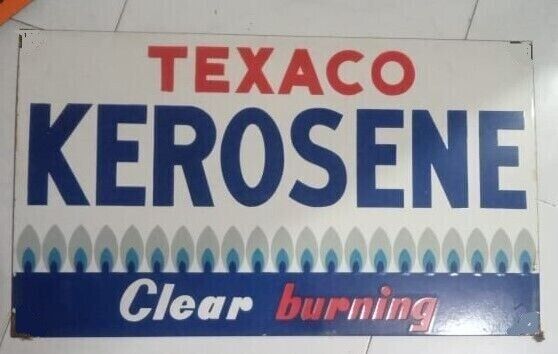 TEXACO
KEROSENE
Clear burning